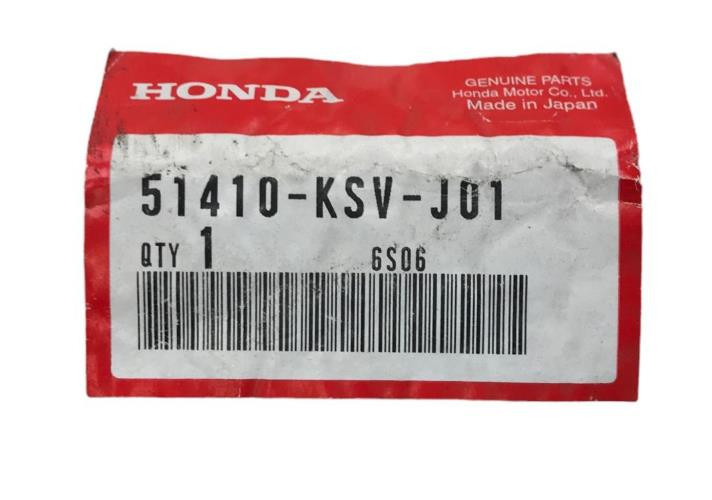 HONDA
GENUINE PARTS
Honda Motor Co., Ltd.
Made in Japan
51410-KSV-J01
QTY 1 6S06